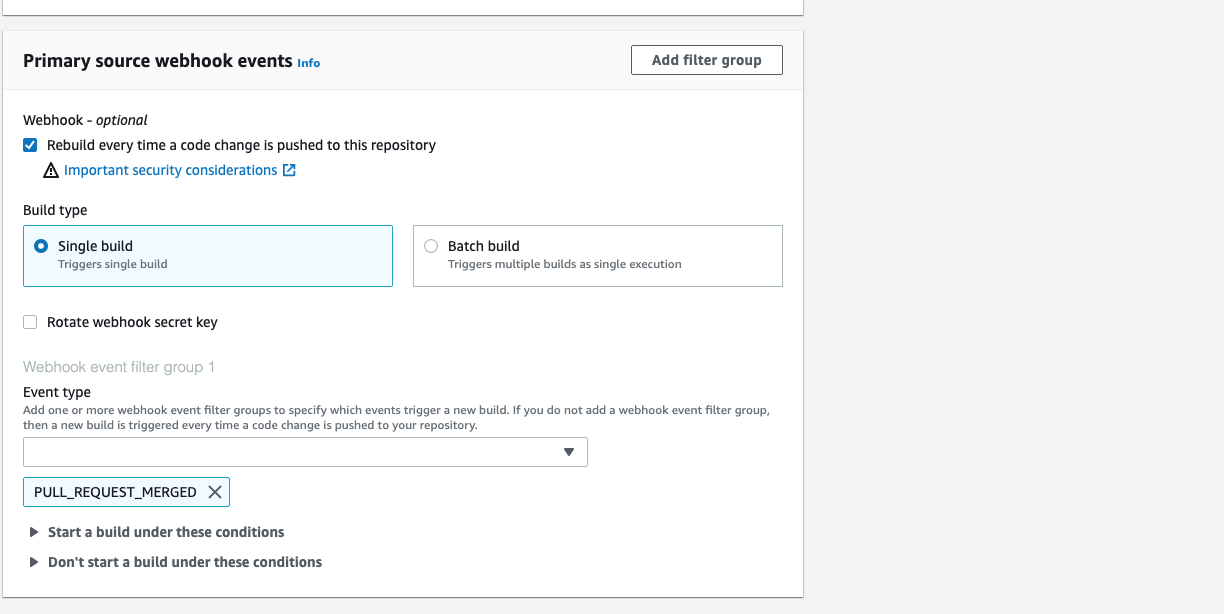 Primary source webhook events Info
Add filter group
Webhook - optional
Rebuild every time a code change is pushed to this repository
Important security considerations
Build type
Single build
Triggers single build
Batch build
Triggers multiple builds as single execution
Rotate webhook secret key
Webhook event filter group 1
Event type
Add one or more webhook event filter groups to specify which events trigger a new build. If you do not add a webhook event filter group,
then a new build is triggered every time a code change is pushed to your repository.
PULL_REQUEST_MERGED
Start a build under these conditions
Don't start a build under these conditions